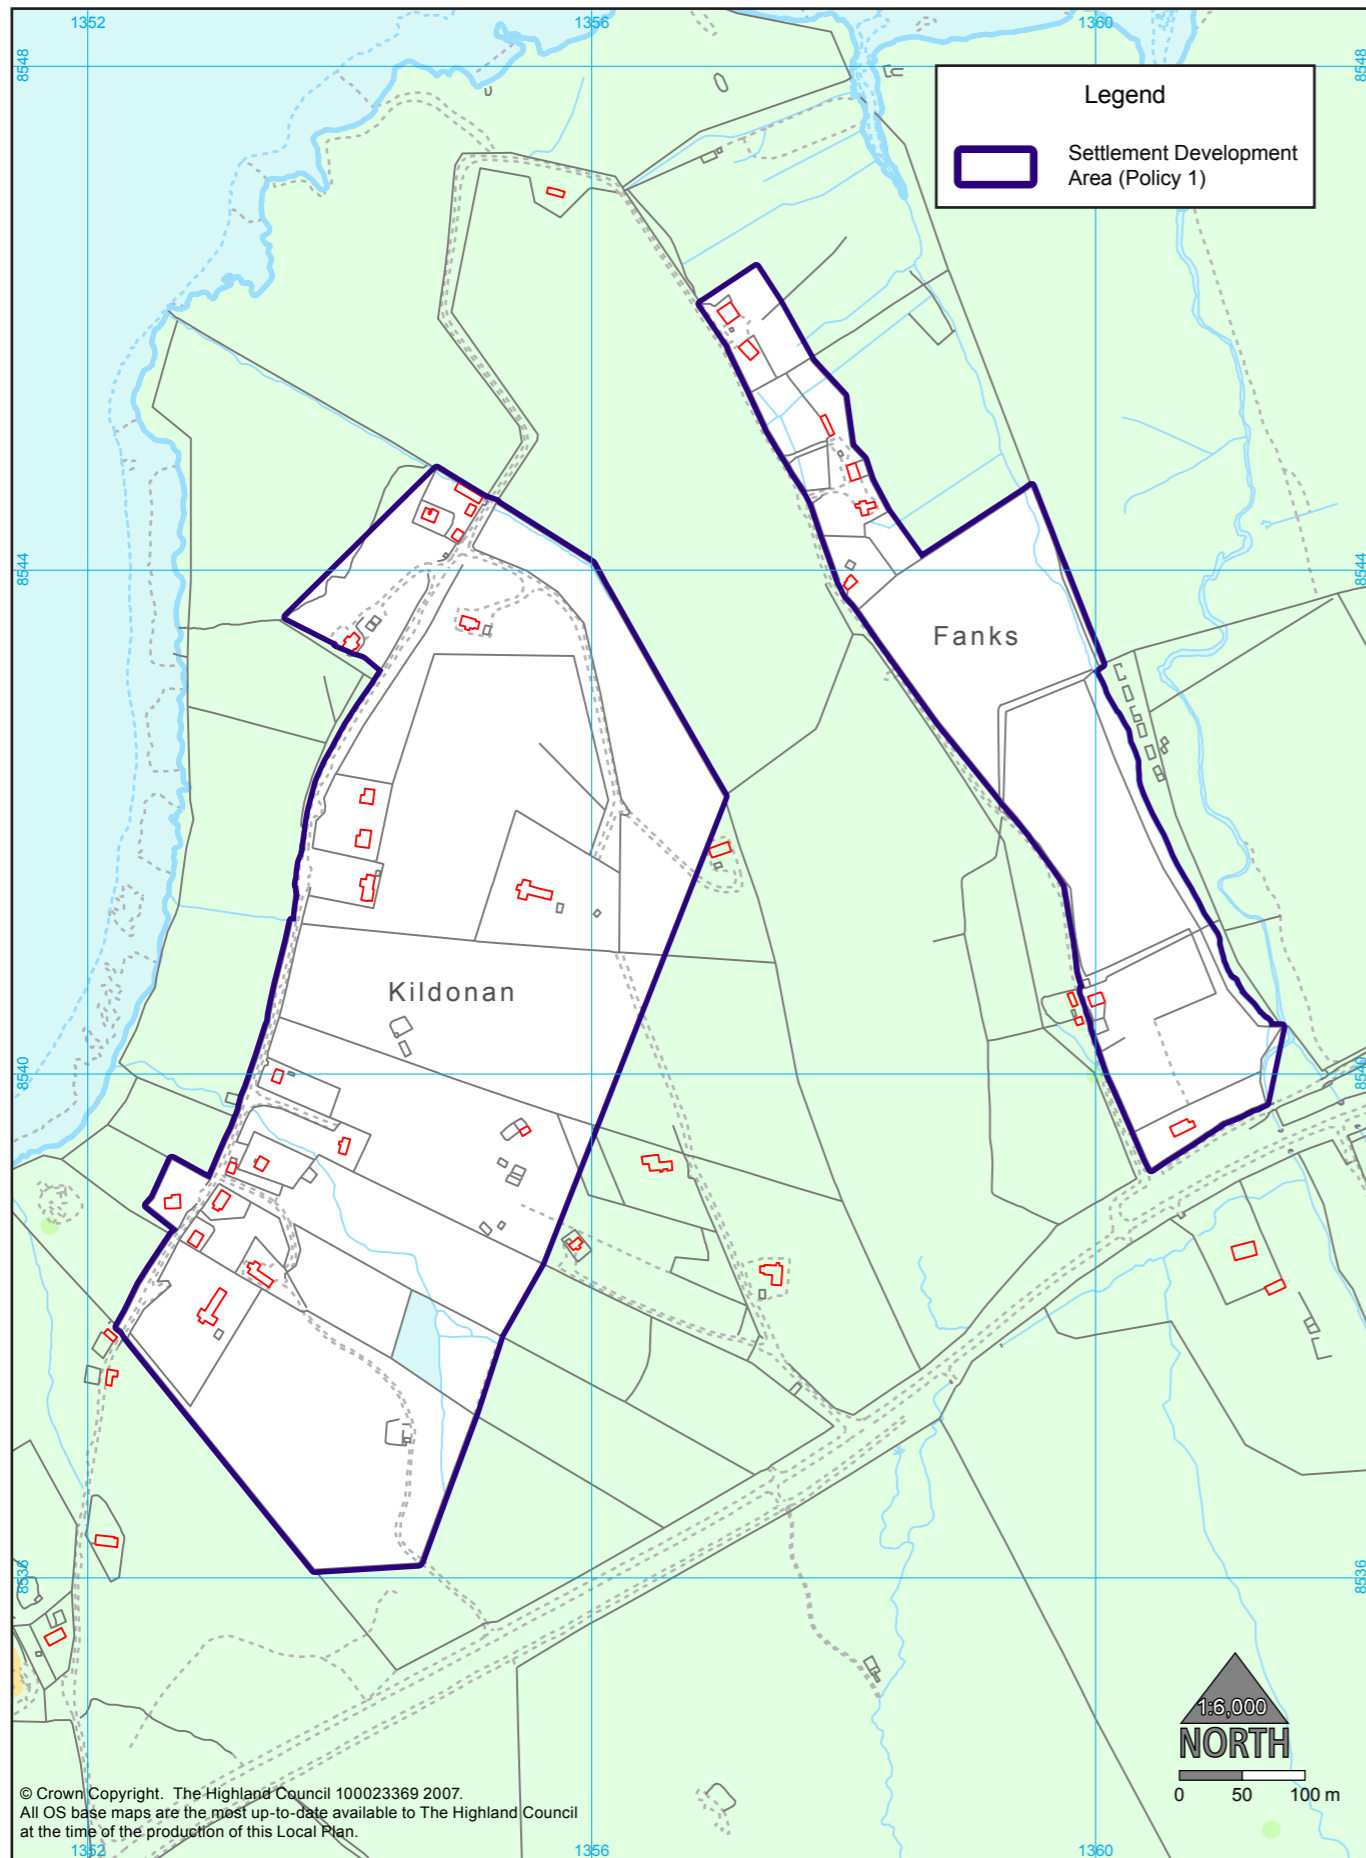 1352
1356
1360
8548
8548
Legend
Settlement Development
Area (Policy 1)
8544
8544
Fanks
Kildonan
8540
8540
8536
8536
1:6,000
NORTH
0 50 100 m
© Crown Copyright. The Highland Council 100023369 2007.
All OS base maps are the most up-to-date available to The Highland Council
at the time of the production of this Local Plan.
1352
1356
1360